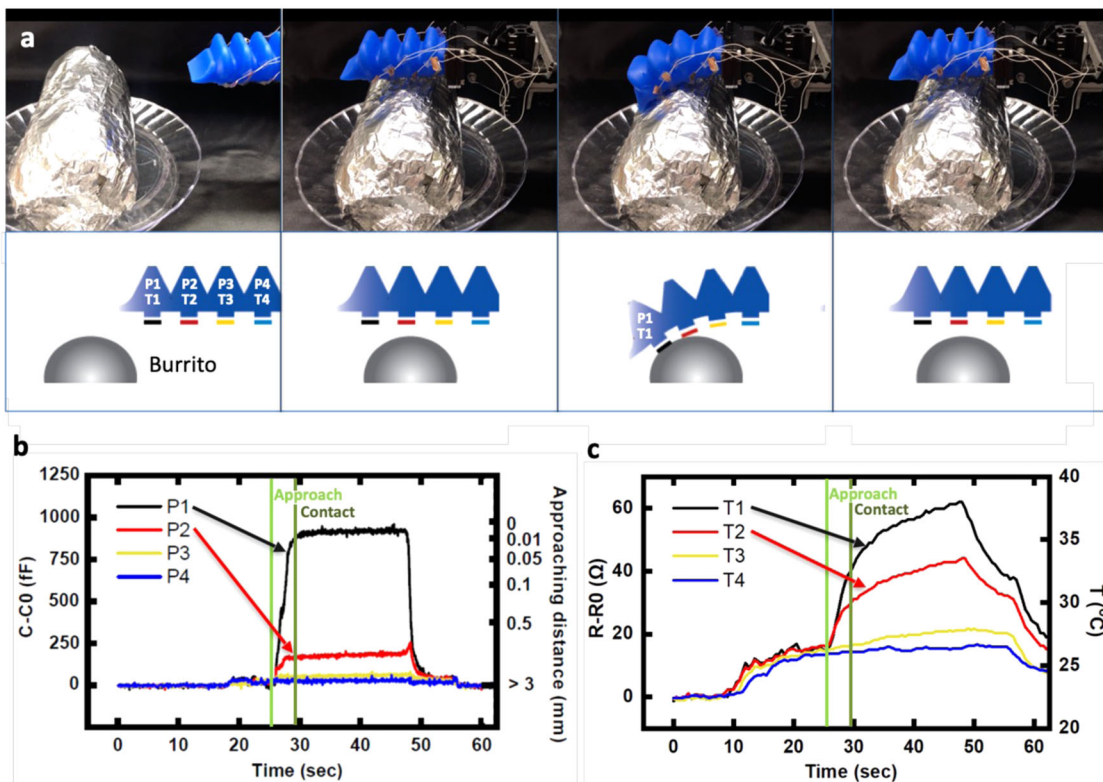 a
P1 P2 P3 P4
T1 T2 T3 T4
P1
T1
Burrito
b
1250
1000
750
500
250
0
C-C0 (fF)
P1
P2
P3
P4
Approach
Contact
0
0.01
0.05
0.1
0.5
> 3
Approaching distance (mm)
0 10 20 30 40 50 60
Time (sec)
c
60
40
20
0
R-R0 (Ω)
T1
T2
T3
T4
Approach
Contact
40
35
30
25
20
T (°C)
0 10 20 30 40 50 60
Time (sec)